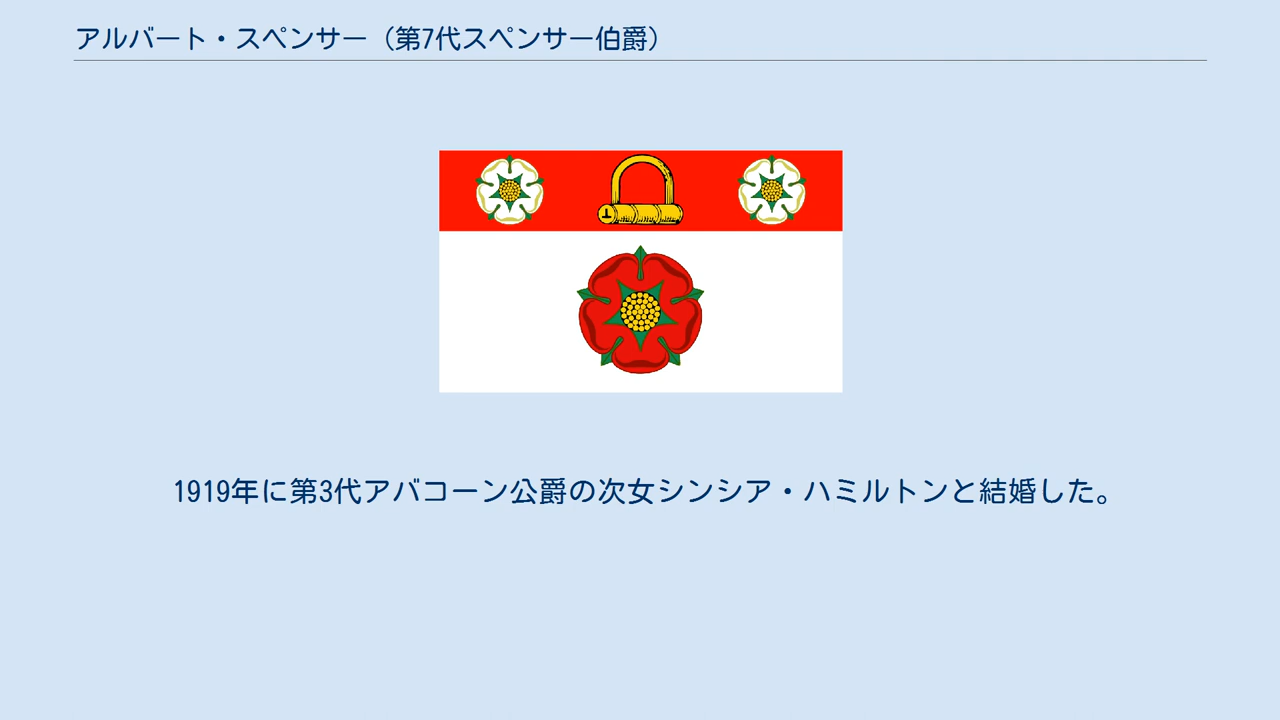 アルバート・スペンサー（第7代スペンサー伯爵）
1919年に第3代アバコーン公爵の次女シンシア・ハミルトンと結婚した。